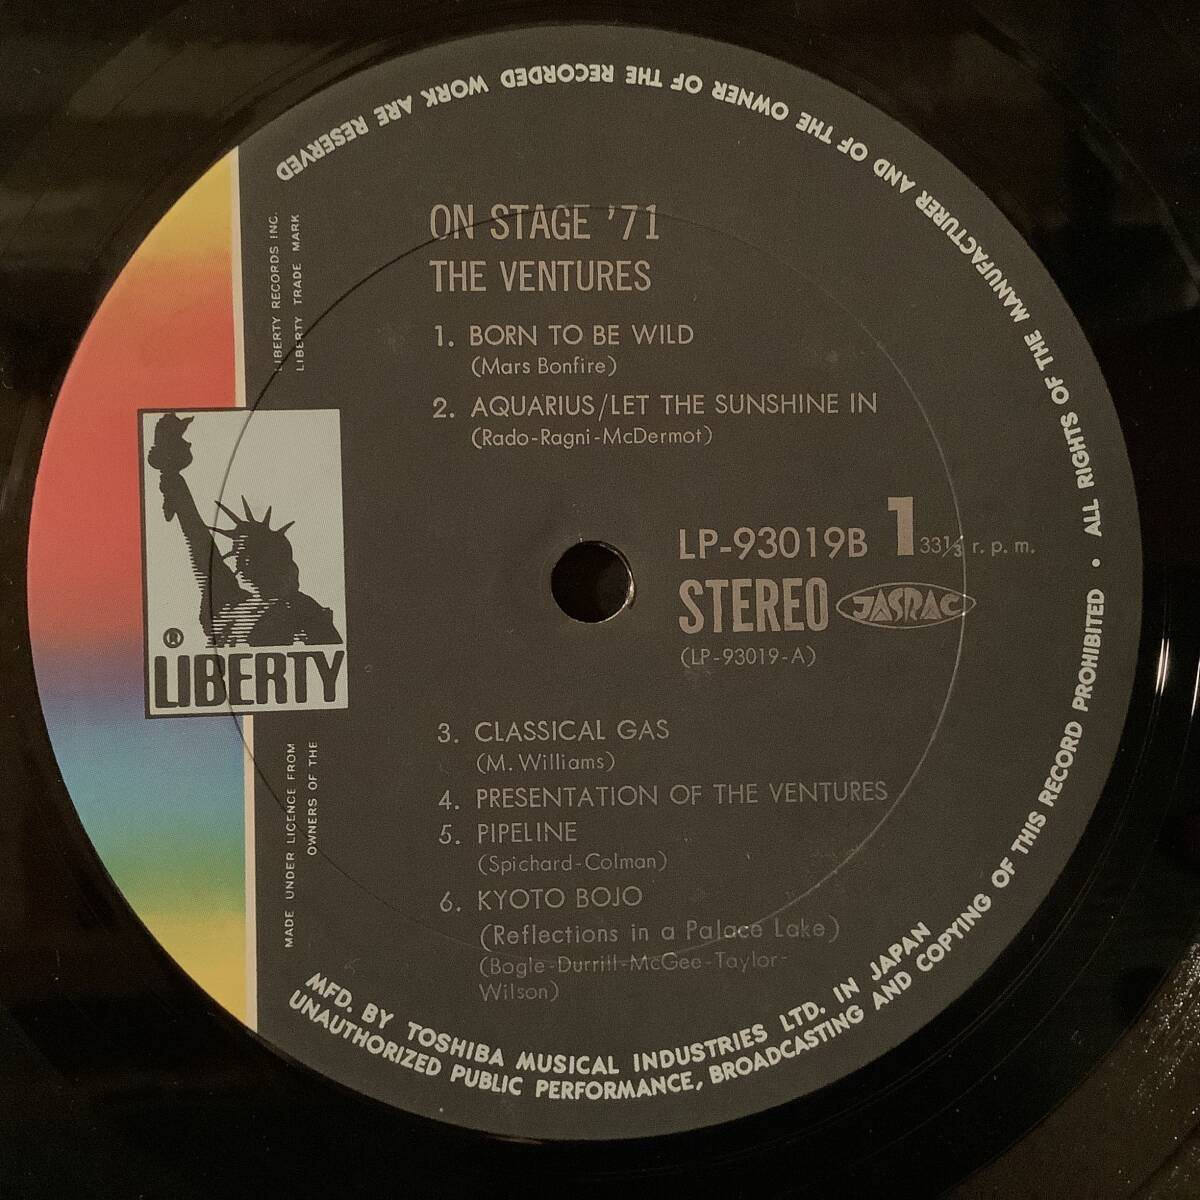 ON STAGE '71
THE VENTURES
1. BORN TO BE WILD
(Mars Bonfire)
2. AQUARIUS/LET THE SUNSHINE IN
(Rado-Ragni-McDermot)
LP-93019B 1 33⅓ r. p. m.
STEREO JASRAC
(LP-93019-A)
3. CLASSICAL GAS
(M. Williams)
4. PRESENTATION OF THE VENTURES
5. PIPELINE
(Spichard-Colman)
6. KYOTO BOJO
(Reflections in a Palace Lake)
(Bogle-Durrill-McGee-Taylor-
Wilson)
LIBERTY RECORDS INC.
LIBERTY TRADE MARK
®
LIBERTY
MADE UNDER LICENCE FROM
OWNERS OF THE
MFD. BY TOSHIBA MUSICAL INDUSTRIES LTD. IN JAPAN
UNAUTHORIZED PUBLIC PERFORMANCE, BROADCASTING AND COPYING OF THIS RECORD PROHIBITED • ALL RIGHTS OF THE MANUFACTURER AND OF THE OWNER OF THE RECORDED WORK ARE RESERVED